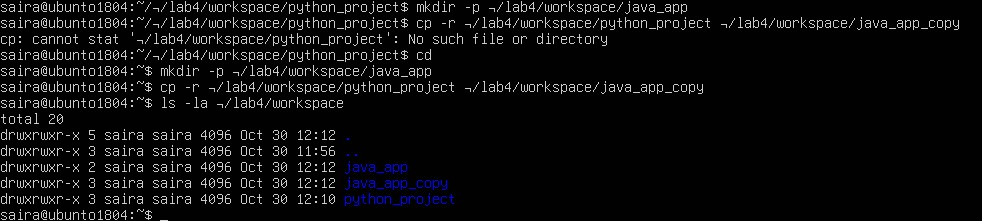 saira@ubunto1804:~/¬/lab4/workspace/python_project$ mkdir -p ¬/lab4/workspace/java_app
saira@ubunto1804:~/¬/lab4/workspace/python_project$ cp -r ¬/lab4/workspace/python_project ¬/lab4/workspace/java_app_copy
cp: cannot stat '¬/lab4/workspace/python_project': No such file or directory
saira@ubunto1804:~/¬/lab4/workspace/python_project$ cd
saira@ubunto1804:~$ mkdir -p ¬/lab4/workspace/java_app
saira@ubunto1804:~$ cp -r ¬/lab4/workspace/python_project ¬/lab4/workspace/java_app_copy
saira@ubunto1804:~$ ls -la ¬/lab4/workspace
total 20
drwxrwxr-x 5 saira saira 4096 Oct 30 12:12 .
drwxrwxr-x 3 saira saira 4096 Oct 30 11:56 ..
drwxrwxr-x 2 saira saira 4096 Oct 30 12:12 java_app
drwxrwxr-x 3 saira saira 4096 Oct 30 12:12 java_app_copy
drwxrwxr-x 3 saira saira 4096 Oct 30 12:10 python_project
saira@ubunto1804:~$ _